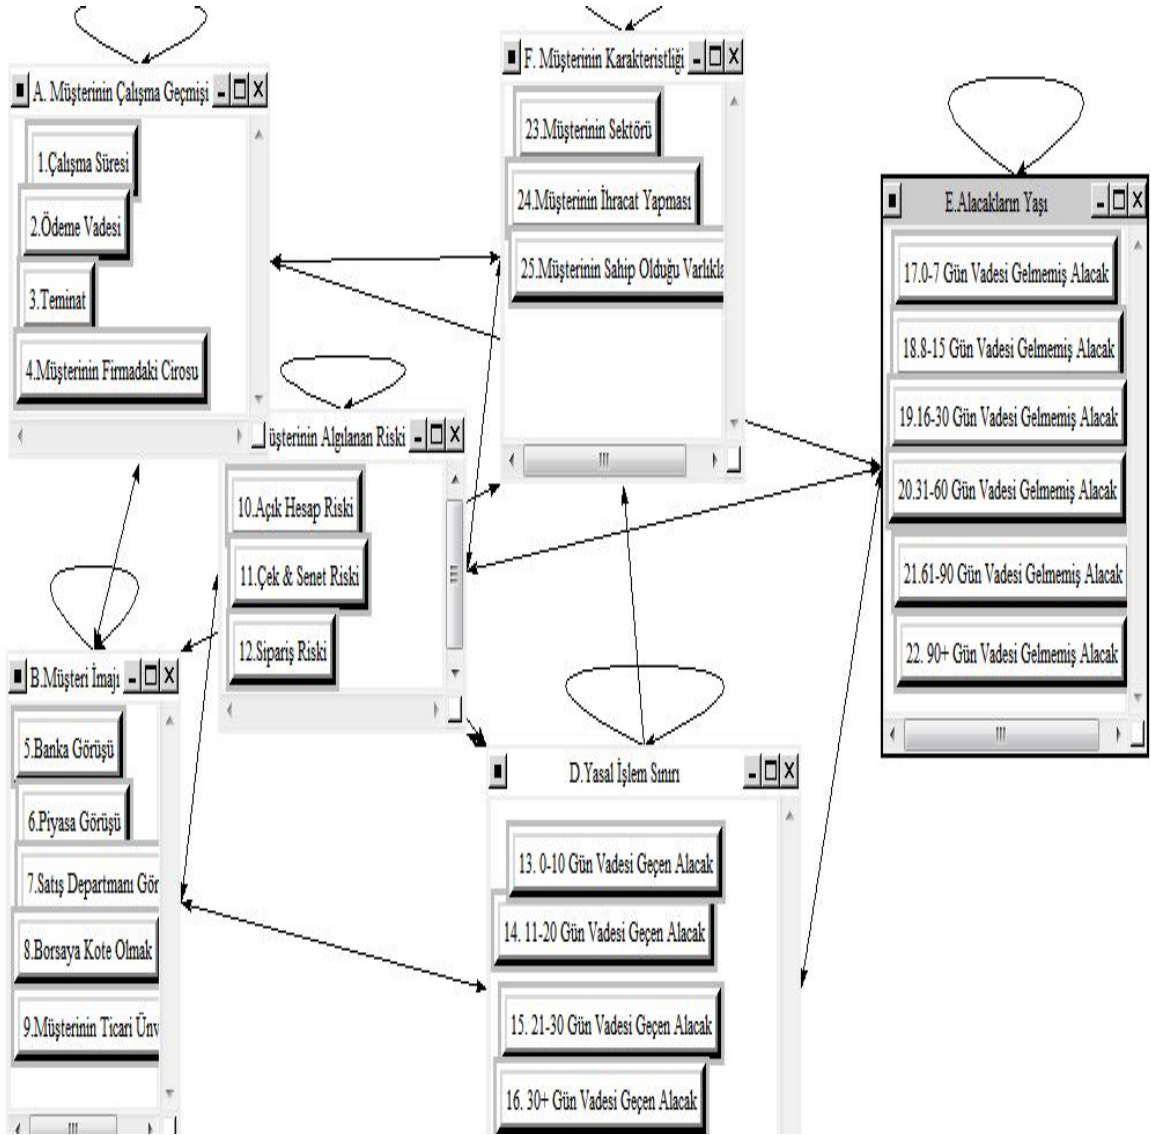 A. Müşterinin Çalışma Geçmişi
1.Çalışma Süresi
2.Ödeme Vadesi
3.Teminat
4.Müşterinin Firmadaki Cirosu
F. Müşterinin Karakteristliği
23.Müşterinin Sektörü
24.Müşterinin İhracat Yapması
25.Müşterinin Sahip Olduğu Varlıkla
E.Alacakların Yaşı
17.0-7 Gün Vadesi Gelmemiş Alacak
18.8-15 Gün Vadesi Gelmemiş Alacak
19.16-30 Gün Vadesi Gelmemiş Alacak
20.31-60 Gün Vadesi Gelmemiş Alacak
21.61-90 Gün Vadesi Gelmemiş Alacak
22. 90+ Gün Vadesi Gelmemiş Alacak
üşterinin Algılanan Riski
10.Açık Hesap Riski
11.Çek & Senet Riski
12.Sipariş Riski
B.Müşteri İmajı
5.Banka Görüşü
6.Piyasa Görüşü
7.Satış Departmanı Gör
8.Borsaya Kote Olmak
9.Müşterinin Ticari Ünv
D.Yasal İşlem Sınırı
13. 0-10 Gün Vadesi Geçen Alacak
14. 11-20 Gün Vadesi Geçen Alacak
15. 21-30 Gün Vadesi Geçen Alacak
16. 30+ Gün Vadesi Geçen Alacak